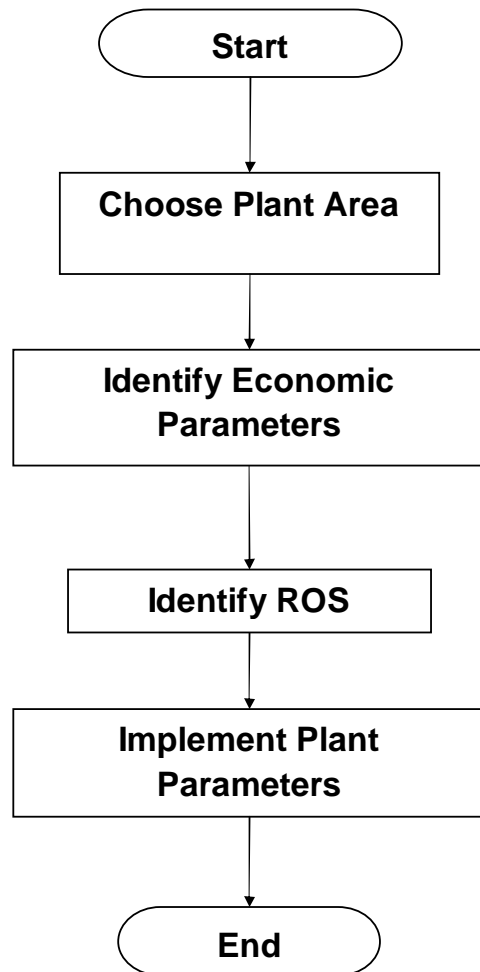 Start
Choose Plant Area
Identify Economic
Parameters
Identify ROS
Implement Plant
Parameters
End